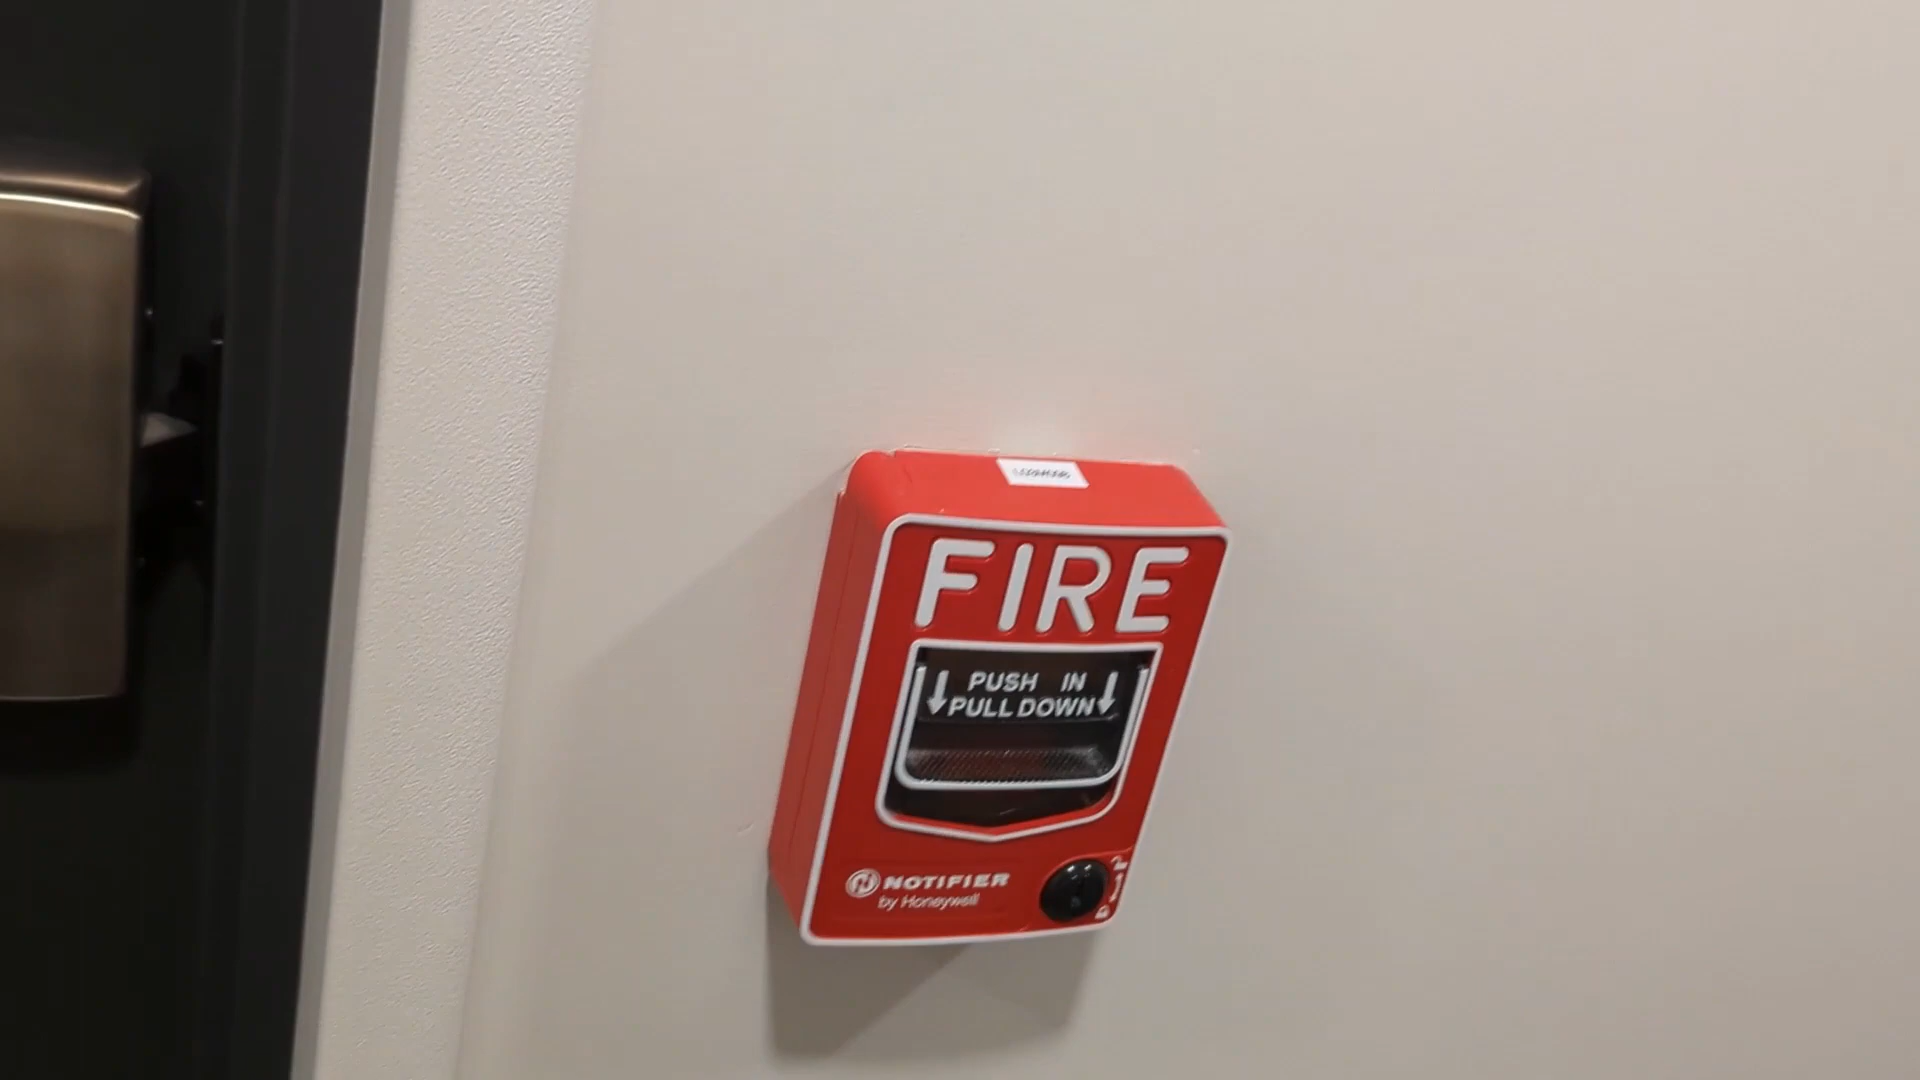 FIRE
PUSH IN
PULL DOWN
NOTIFIER
by Honeywell